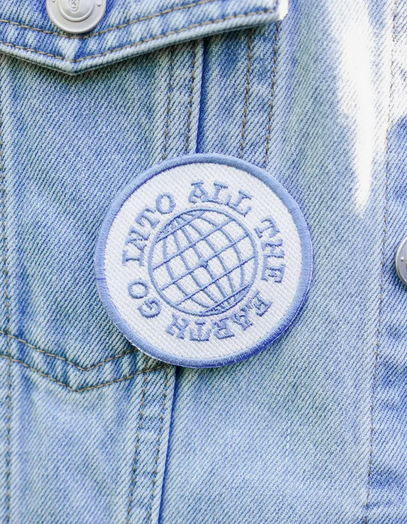 GO INTO ALL THE EARTH